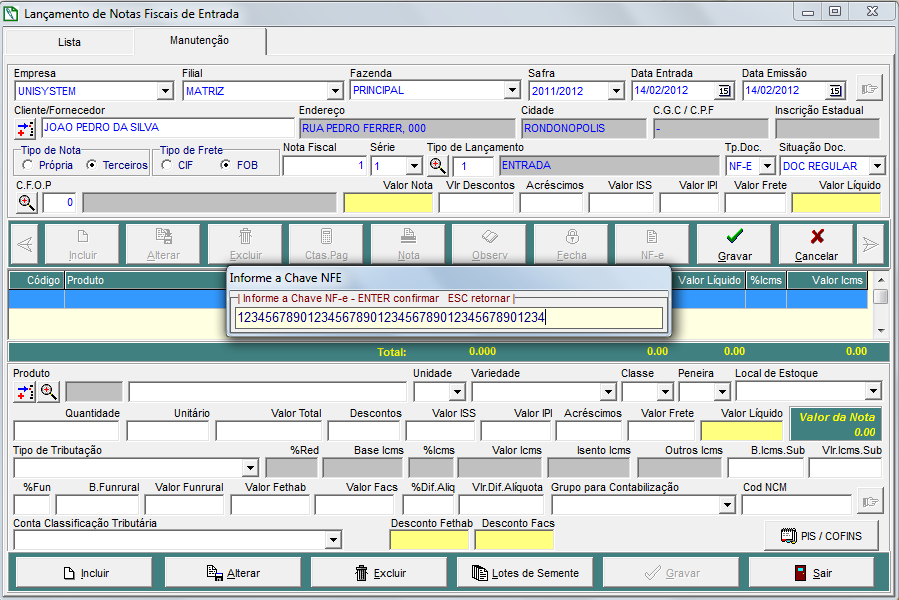 Lançamento de Notas Fiscais de Entrada
Lista Manutenção
Empresa Filial Fazenda Safra Data Entrada Data Emissão
UNISYSTEM MATRIZ PRINCIPAL 2011/2012 14/02/2012 15 14/02/2012 15
Cliente/Fornecedor Endereço Cidade C.G.C / C.P.F Inscrição Estadual
JOAO PEDRO DA SILVA RUA PEDRO FERRER, 000 RONDONOPOLIS -
Tipo de Nota Tipo de Frete Nota Fiscal Série Tipo de Lançamento Tp.Doc. Situação Doc.
Própria Terceiros CIF FOB 1 1 1 ENTRADA NF-E DOC REGULAR
C.F.O.P Valor Nota Vlr Descontos Acréscimos Valor ISS Valor IPI Valor Frete Valor Líquido
0
Incluir Alterar Excluir Ctas.Pag Nota Observ Fecha NF-e Gravar Cancelar
Código Produto Valor Líquido %Icms Valor Icms
Informe a Chave NFE
Informe a Chave NF-e - ENTER confirmar ESC retornar
12345678901234567890123456789012345678901234
Total: 0.000 0.00 0.00 0.00
Produto Unidade Variedade Classe Peneira Local de Estoque
Quantidade Unitário Valor Total Descontos Valor ISS Valor IPI Acréscimos Valor Frete Valor Líquido Valor da Nota
0.00
Tipo de Tributação %Red Base Icms %Icms Valor Icms Isento Icms Outros Icms B.Icms.Sub Vlr.Icms.Sub
%Fun B.Funrural Valor Funrural Valor Fethab Valor Facs %Dif.Aliq Vlr.Dif.Alíquota Grupo para Contabilização Cod NCM
Conta Classificação Tributária Desconto Fethab Desconto Facs
PIS / COFINS
Incluir Alterar Excluir Lotes de Semente Gravar Sair